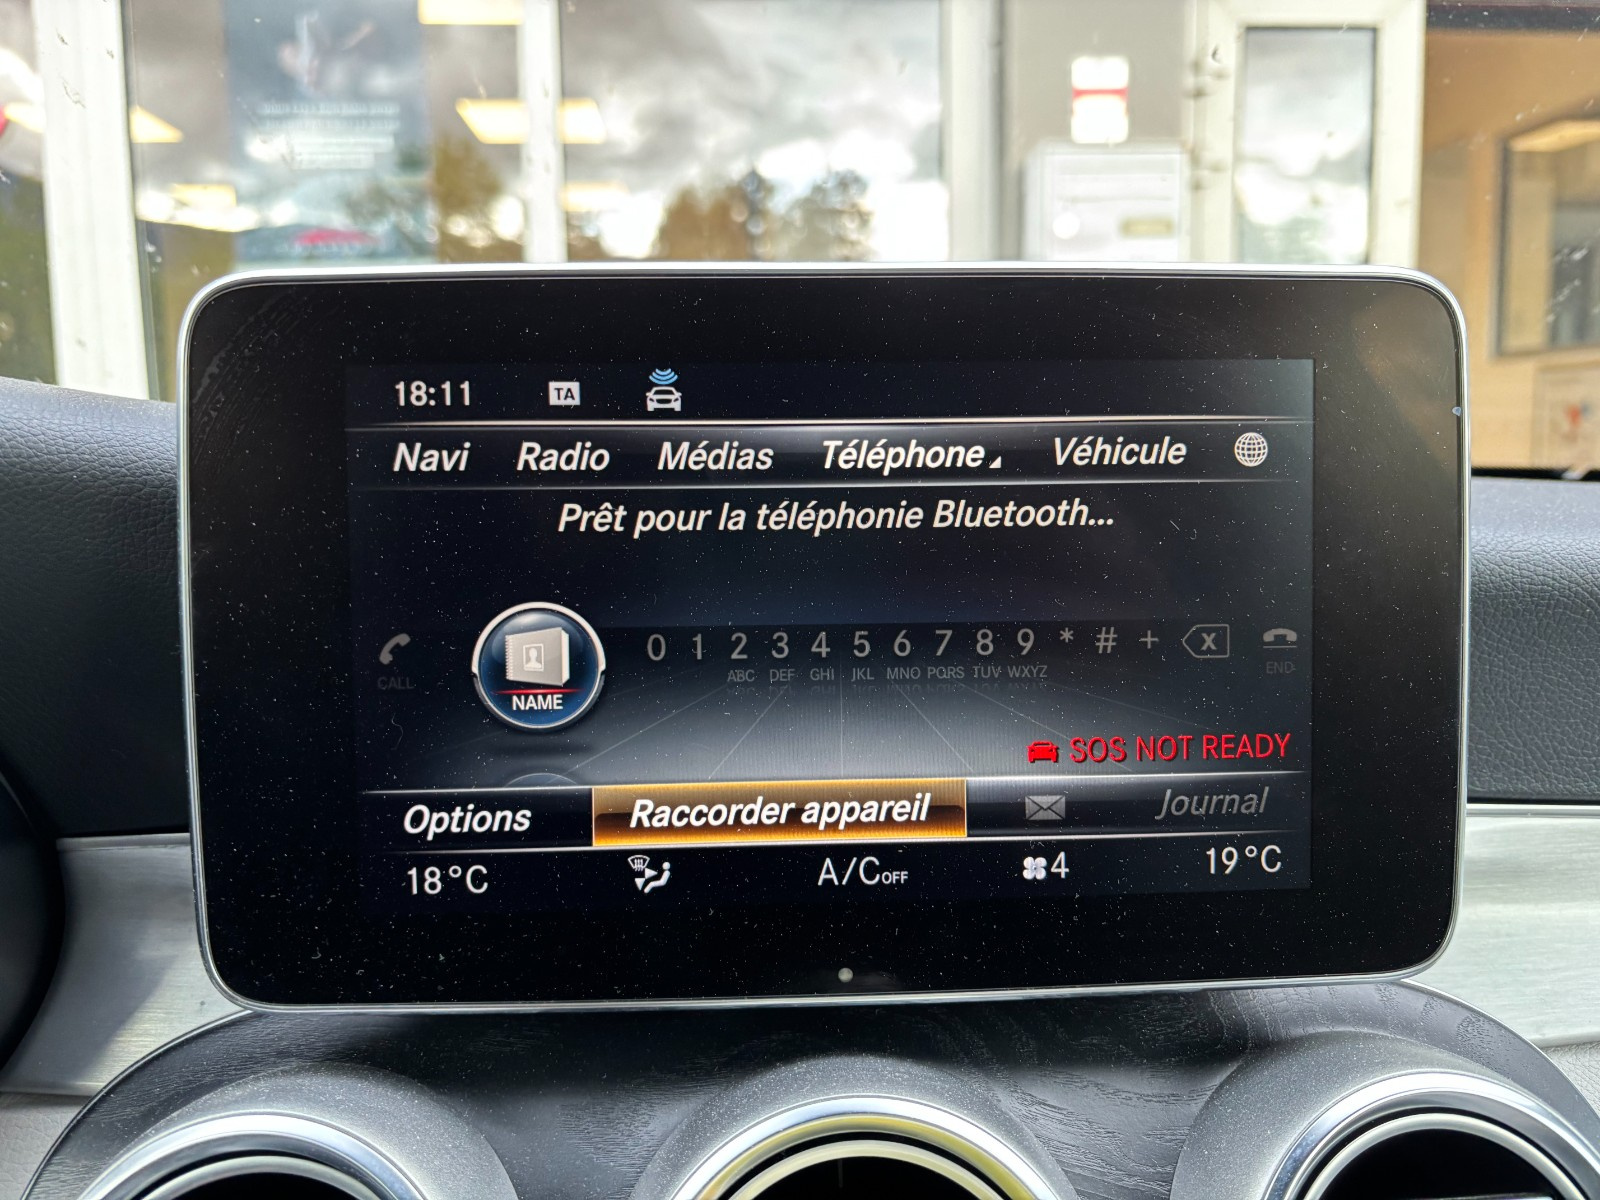 18:11 TA
Navi Radio Médias Téléphone Véhicule
Prêt pour la téléphonie Bluetooth...
CALL NAME 0 1 2 3 4 5 6 7 8 9 * # + X END
ABC DEF GHI JKL MNO PQRS TUV WXYZ
SOS NOT READY
Options Raccorder appareil Journal
18°C A/C OFF 4 19°C